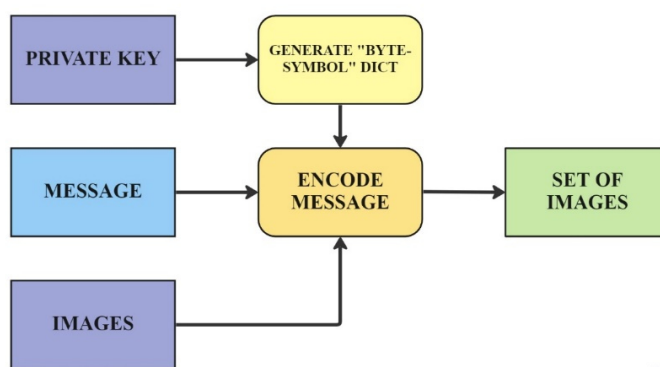 PRIVATE KEY
GENERATE "BYTE-
SYMBOL" DICT
MESSAGE
ENCODE
MESSAGE
SET OF
IMAGES
IMAGES